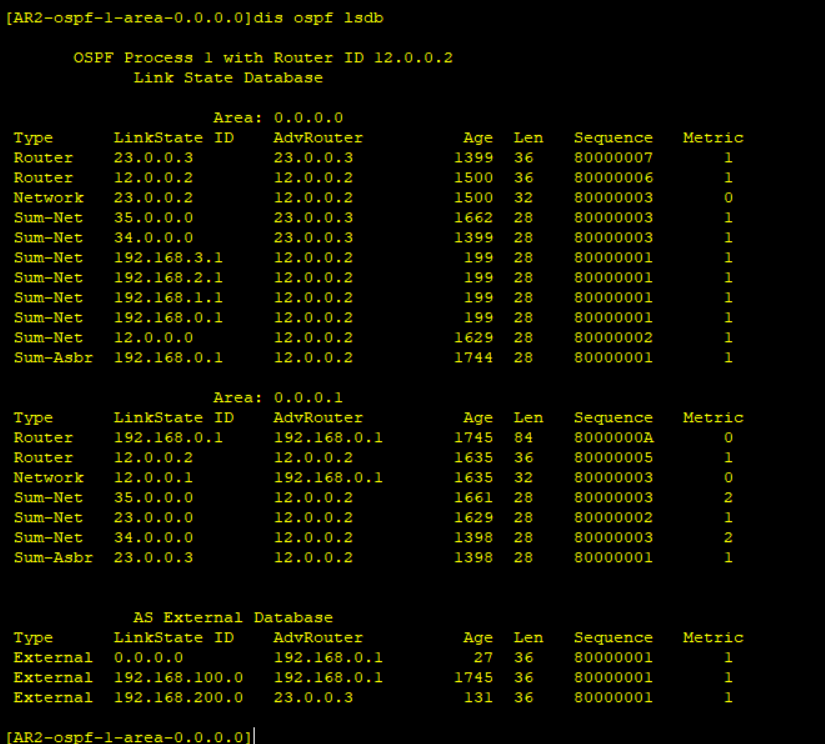 [AR2-ospf-1-area-0.0.0.0]dis ospf lsdb
OSPF Process 1 with Router ID 12.0.0.2
Link State Database
Area: 0.0.0.0
Type LinkState ID AdvRouter Age Len Sequence Metric
Router 23.0.0.3 23.0.0.3 1399 36 80000007 1
Router 12.0.0.2 12.0.0.2 1500 36 80000006 1
Network 23.0.0.2 12.0.0.2 1500 32 80000003 0
Sum-Net 35.0.0.0 23.0.0.3 1662 28 80000003 1
Sum-Net 34.0.0.0 23.0.0.3 1399 28 80000003 1
Sum-Net 192.168.3.1 12.0.0.2 199 28 80000001 1
Sum-Net 192.168.2.1 12.0.0.2 199 28 80000001 1
Sum-Net 192.168.1.1 12.0.0.2 199 28 80000001 1
Sum-Net 192.168.0.1 12.0.0.2 199 28 80000001 1
Sum-Net 12.0.0.0 12.0.0.2 1629 28 80000002 1
Sum-Asbr 192.168.0.1 12.0.0.2 1744 28 80000001 1
Area: 0.0.0.1
Type LinkState ID AdvRouter Age Len Sequence Metric
Router 192.168.0.1 192.168.0.1 1745 84 8000000A 0
Router 12.0.0.2 12.0.0.2 1635 36 80000005 1
Network 12.0.0.1 192.168.0.1 1635 32 80000003 0
Sum-Net 35.0.0.0 12.0.0.2 1661 28 80000003 2
Sum-Net 23.0.0.0 12.0.0.2 1629 28 80000002 1
Sum-Net 34.0.0.0 12.0.0.2 1398 28 80000003 2
Sum-Asbr 23.0.0.3 12.0.0.2 1398 28 80000001 1
AS External Database
Type LinkState ID AdvRouter Age Len Sequence Metric
External 0.0.0.0 192.168.0.1 27 36 80000001 1
External 192.168.100.0 192.168.0.1 1745 36 80000001 1
External 192.168.200.0 23.0.0.3 131 36 80000001 1
[AR2-ospf-1-area-0.0.0.0]